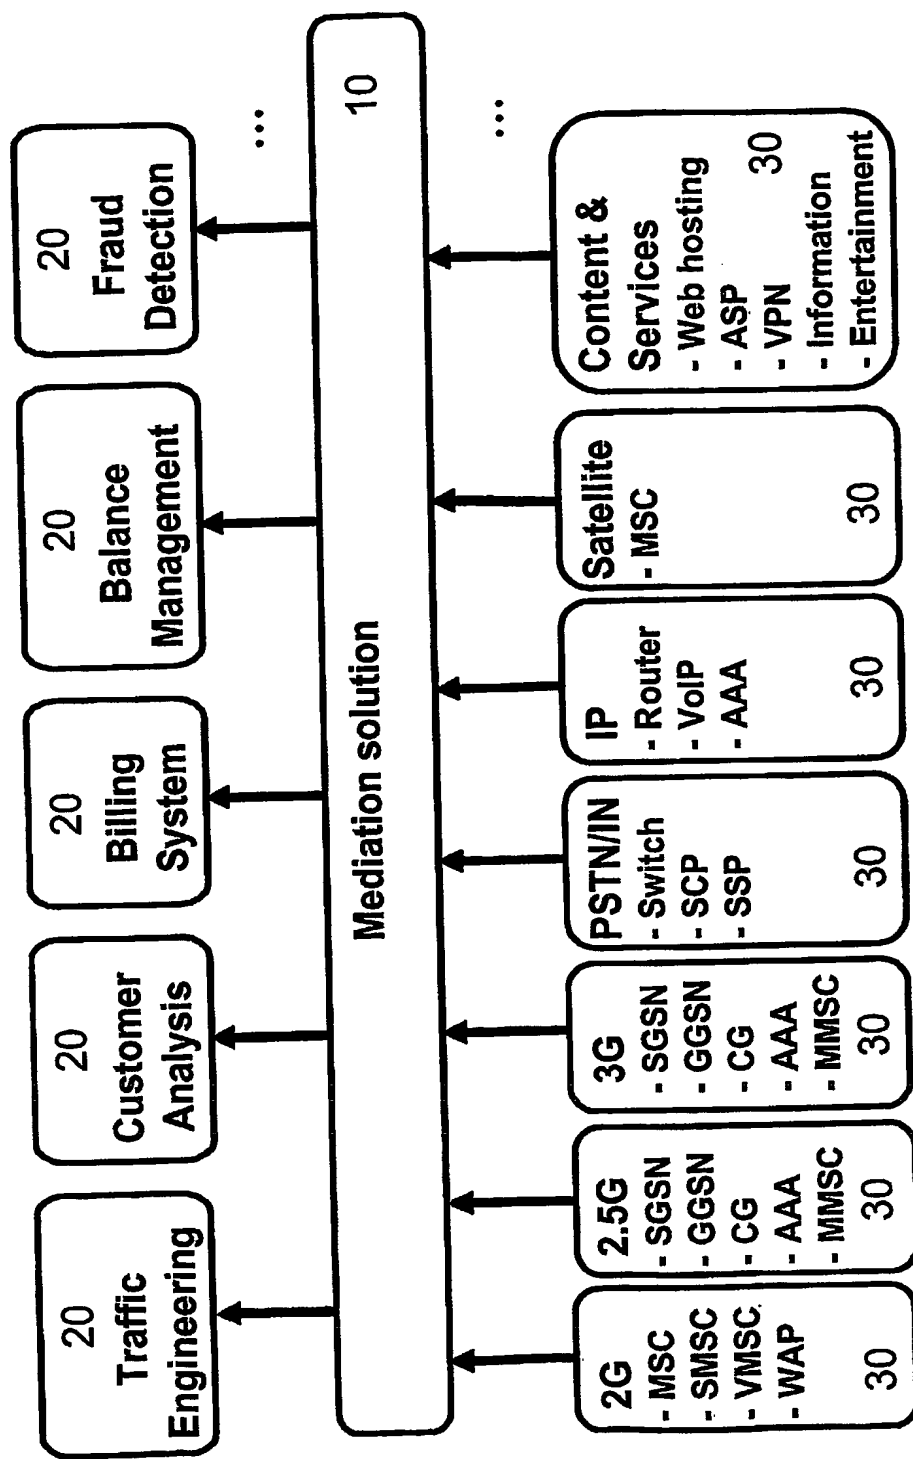 20
Traffic
Engineering
20
Customer
Analysis
20
Billing
System
20
Balance
Management
20
Fraud
Detection
...
Mediation solution
10
2G
- MSC
- SMSC
- VMSC
- WAP
30
2.5G
- SGSN
- GGSN
- CG
- AAA
- MMSC
30
3G
- SGSN
- GGSN
- CG
- AAA
- MMSC
30
PSTN/IN
- Switch
- SCP
- SSP
30
IP
- Router
- VoIP
- AAA
30
Satellite
- MSC
30
Content &
Services
- Web hosting
- ASP
- VPN 30
- Information
- Entertainment
...